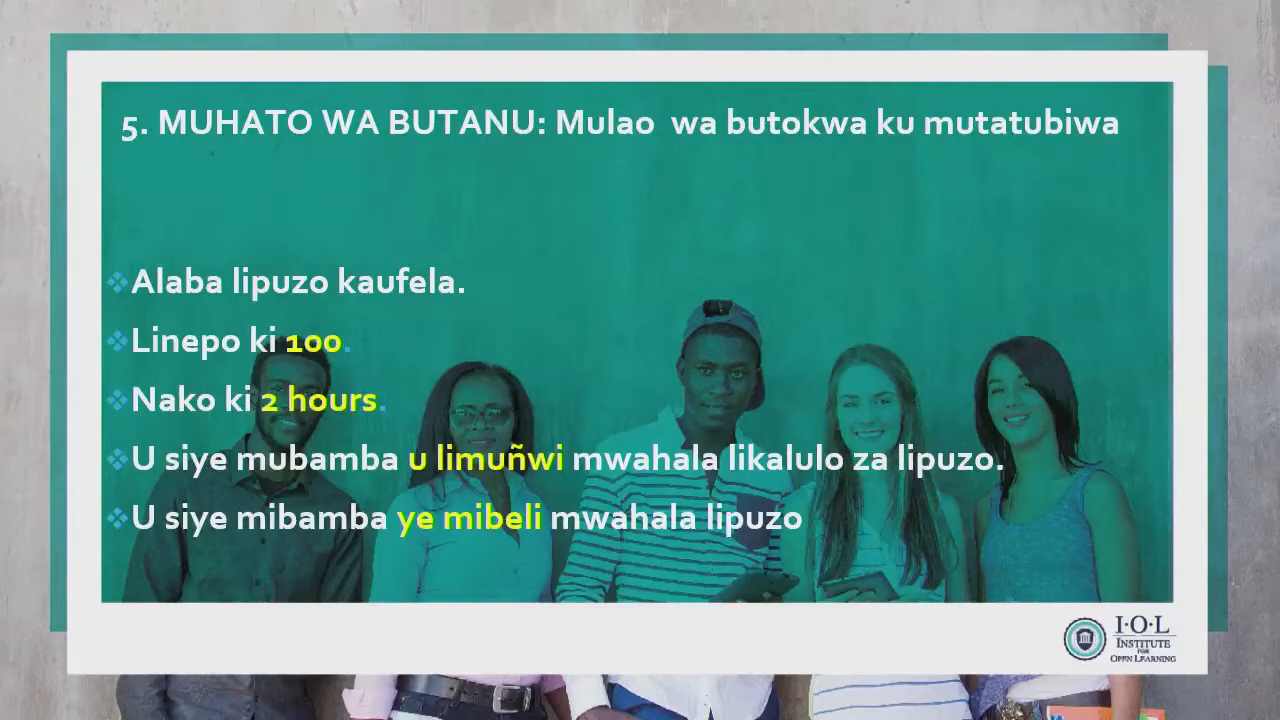 5. MUHATO WA BUTANU: Mulao wa butokwa ku mutatubiwa
Alaba lipuzo kaufela.
Linepo ki 100.
Nako ki 2 hours.
U siye mubamba u limuñwi mwahala likalulo za lipuzo.
U siye mibamba ye mibeli mwahala lipuzo
I·O·L
INSTITUTE
FOR
OPEN LEARNING